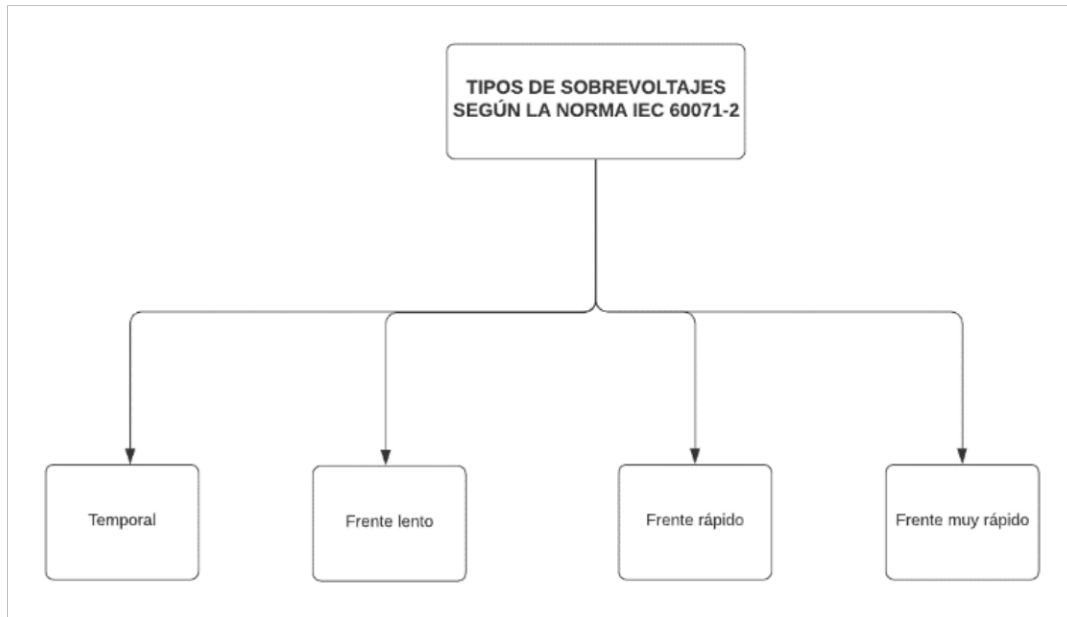 TIPOS DE SOBREVOLTAJES
SEGÚN LA NORMA IEC 60071-2
Temporal
Frente lento
Frente rápido
Frente muy rápido